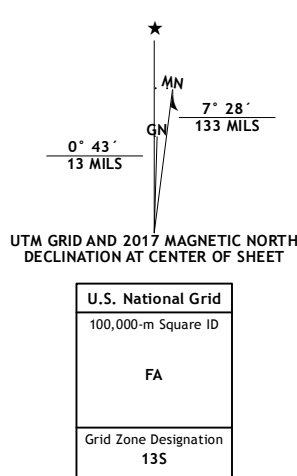 ★
MN
7° 28´
133 MILS
GN
0° 43´
13 MILS
UTM GRID AND 2017 MAGNETIC NORTH
DECLINATION AT CENTER OF SHEET
U.S. National Grid
100,000-m Square ID
FA
Grid Zone Designation
13S